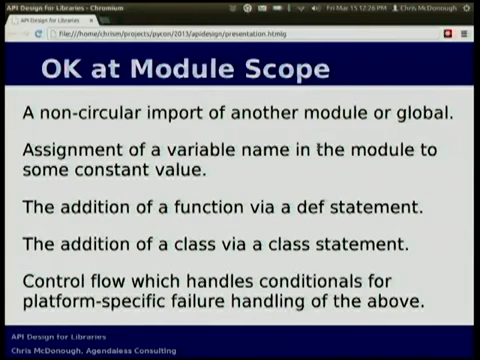 API Design for Libraries - Chromium
Fri Mar 15 12:26 PM
Chris McDonough
API Design for Libraries
file:///home/chrism/projects/pycon/2013/apidesign/presentation.html
OK at Module Scope
A non-circular import of another module or global.
Assignment of a variable name in the module to
some constant value.
The addition of a function via a def statement.
The addition of a class via a class statement.
Control flow which handles conditionals for
platform-specific failure handling of the above.
API Design for Libraries
Chris McDonough, Agendaless Consulting